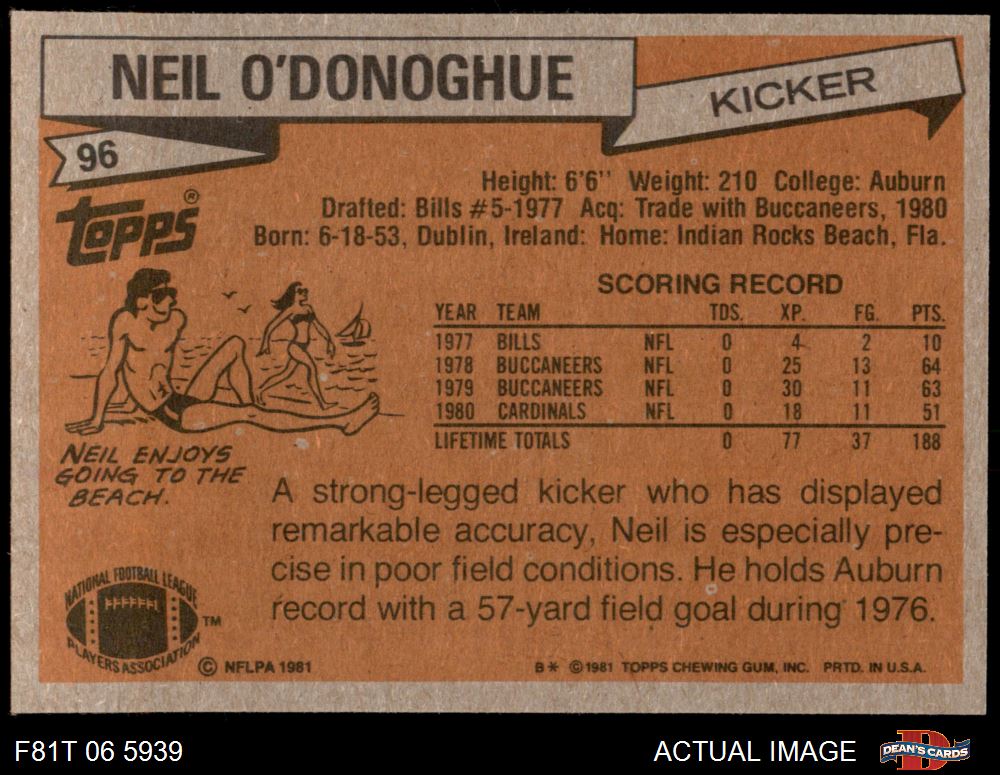 NEIL O'DONOGHUE
KICKER
96
TOPPS®
Height: 6'6'' Weight: 210 College: Auburn
Drafted: Bills #5-1977 Acq: Trade with Buccaneers, 1980
Born: 6-18-53, Dublin, Ireland: Home: Indian Rocks Beach, Fla.
SCORING RECORD
YEAR TEAM TDS. XP. FG. PTS.
1977 BILLS NFL 0 4 2 10
1978 BUCCANEERS NFL 0 25 13 64
1979 BUCCANEERS NFL 0 30 11 63
1980 CARDINALS NFL 0 18 11 51
LIFETIME TOTALS 0 77 37 188
NEIL ENJOYS
GOING TO THE
BEACH.
A strong-legged kicker who has displayed
remarkable accuracy, Neil is especially pre-
cise in poor field conditions. He holds Auburn
record with a 57-yard field goal during 1976.
NATIONAL FOOTBALL LEAGUE
PLAYERS ASSOCIATION
TM
© NFLPA 1981
B* © 1981 TOPPS CHEWING GUM, INC. PRTD. IN U.S.A.
F81T 06 5939
ACTUAL IMAGE
D
DEAN'S CARDS